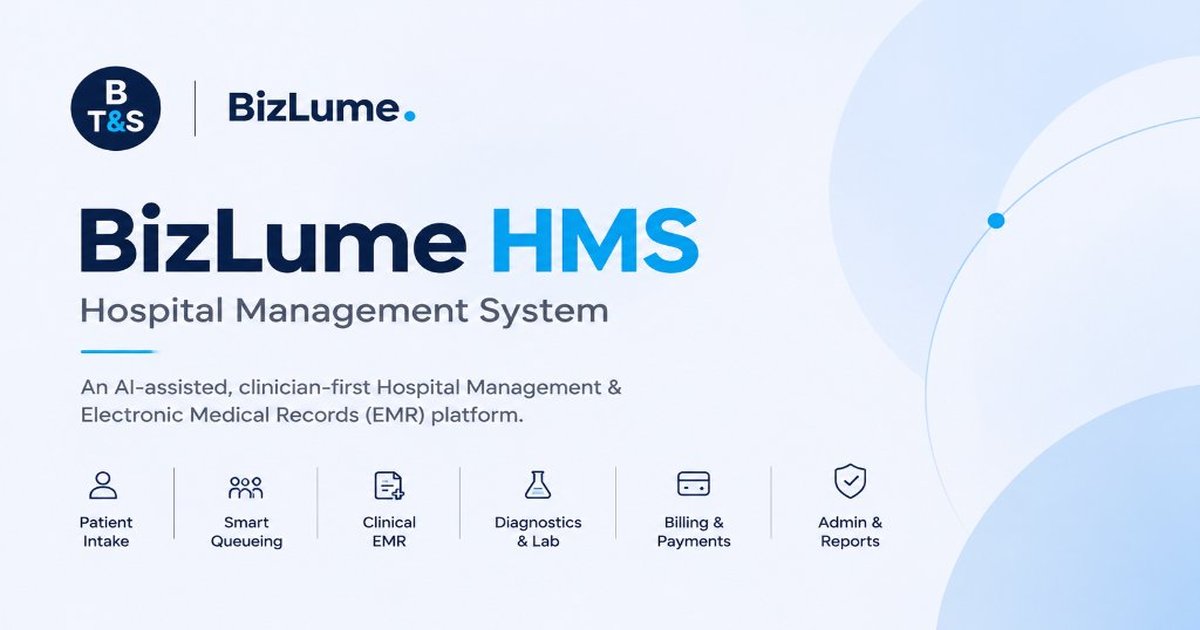 B
T&S
BizLume.
BizLume HMS
Hospital Management System
An AI-assisted, clinician-first Hospital Management &
Electronic Medical Records (EMR) platform.
Patient
Intake
Smart
Queueing
Clinical
EMR
Diagnostics
& Lab
Billing &
Payments
Admin &
Reports